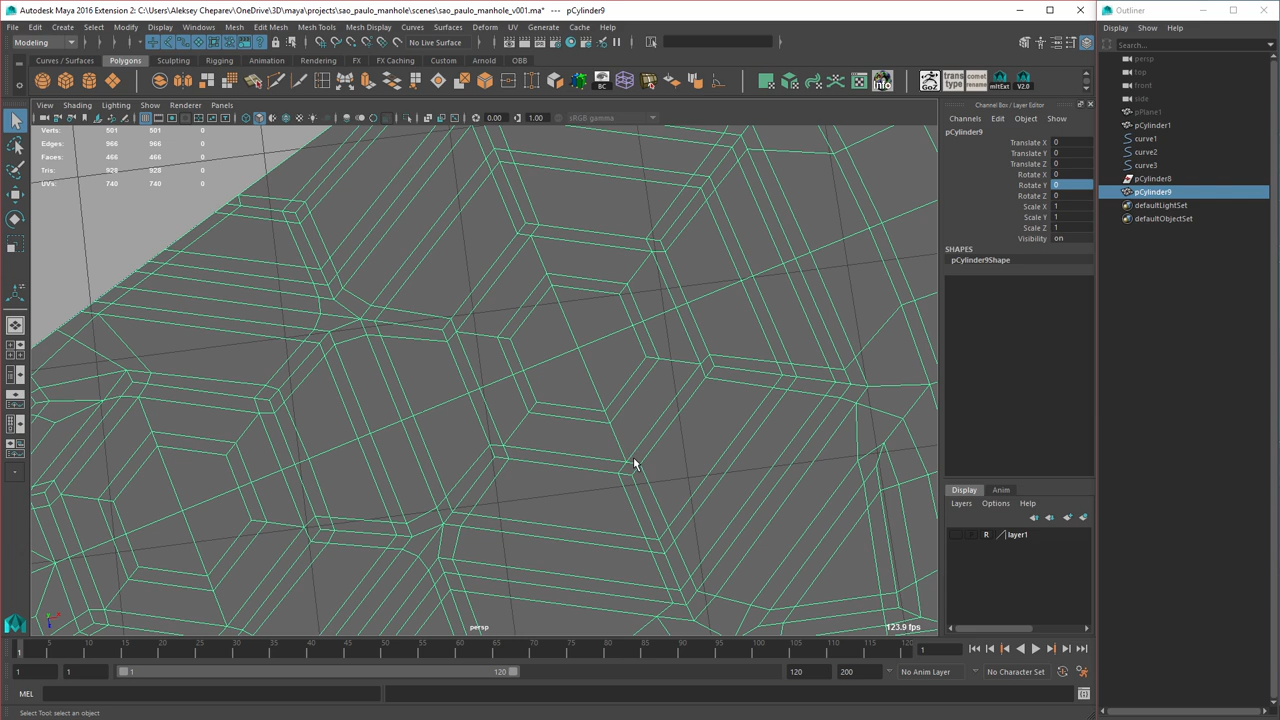 Autodesk Maya 2016 Extension 2: C:\Users\Aleksey Cheparev\OneDrive\3D\maya\projects\sao_paulo_manhole\scenes\sao_paulo_manhole_v001.ma* --- pCylinder9
File Edit Create Select Modify Display Windows Mesh Edit Mesh Mesh Tools Mesh Display Curves Surfaces Deform UV Generate Cache Help
Modeling No Live Surface
Curves / Surfaces Polygons Sculpting Rigging Animation Rendering FX FX Caching Custom Arnold OBB
BC Info GoZ trans type comet rename mltExt V2.0
View Shading Lighting Show Renderer Panels
0.00 1.00 sRGB gamma
Verts: 501 501 0
Edges: 966 966 0
Faces: 466 466 0
Tris: 928 928 0
UVs: 740 740 0
persp
123.9 fps
Channel Box / Layer Editor
Channels Edit Object Show
pCylinder9
Translate X 0
Translate Y 0
Translate Z 0
Rotate X 0
Rotate Y 0
Rotate Z 0
Scale X 1
Scale Y 1
Scale Z 1
Visibility on
SHAPES
pCylinder9Shape
Display Anim
Layers Options Help
R layer1
Outliner
Display Show Help
Search...
persp
top
front
side
pPlane1
pCylinder1
curve1
curve2
curve3
pCylinder8
pCylinder9
defaultLightSet
defaultObjectSet
1 5 10 15 20 25 30 35 40 45 50 55 60 65 70 75 80 85 90 95 100 105 110 115 120 1
1 1 1 120 120 200 No Anim Layer No Character Set
MEL
Select Tool: select an object